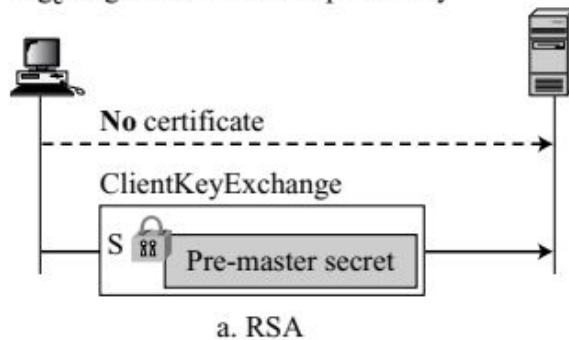 No certificate
ClientKeyExchange
S
Pre-master secret
a. RSA